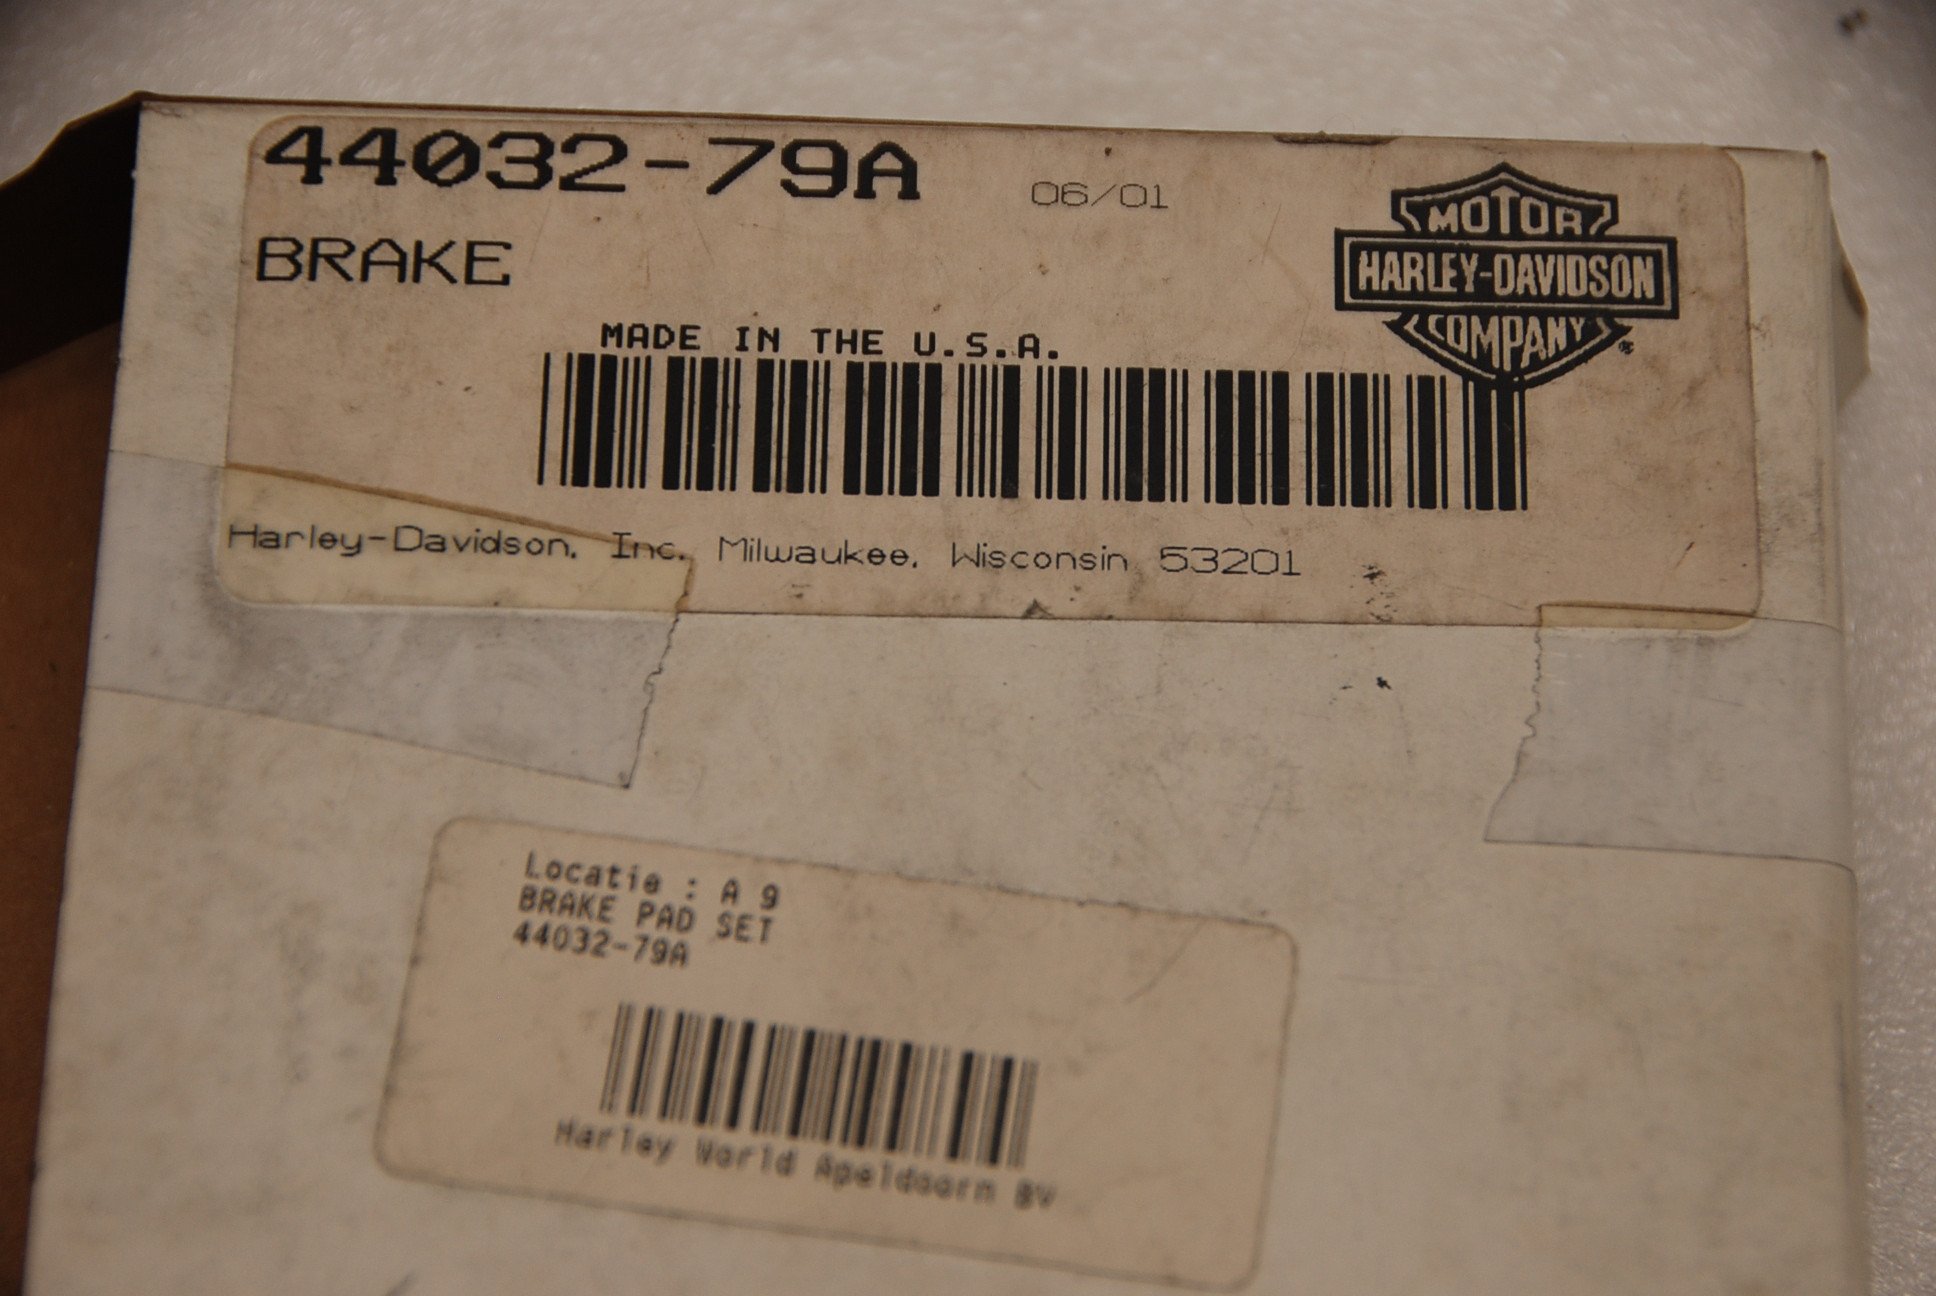 44032-79A
06/01
BRAKE
MOTOR
HARLEY-DAVIDSON
COMPANY
®
MADE IN THE U.S.A.
Harley-Davidson, Inc. Milwaukee, Wisconsin 53201
Locatie : A 9
BRAKE PAD SET
44032-79A
Harley World Apeldoorn BV